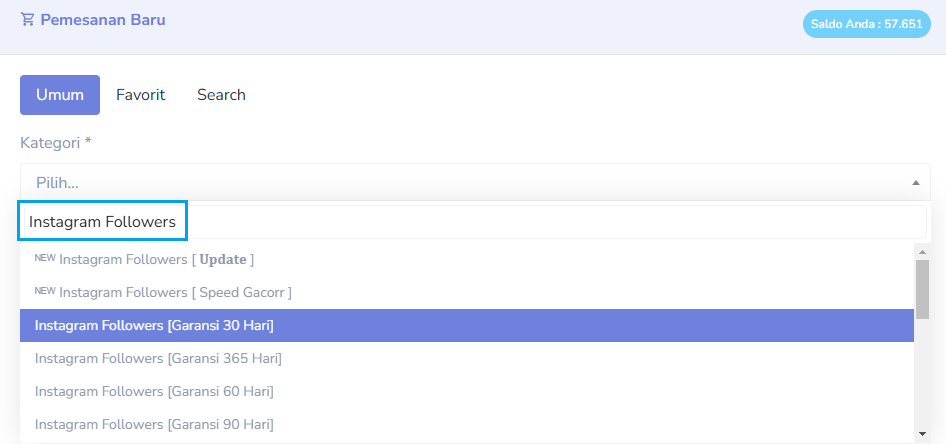 Pemesanan Baru
Saldo Anda : 57.651
Umum Favorit Search
Kategori *
Pilih...
Instagram Followers
NEW Instagram Followers [ Update ]
NEW Instagram Followers [ Speed Gacorr ]
Instagram Followers [Garansi 30 Hari]
Instagram Followers [Garansi 365 Hari]
Instagram Followers [Garansi 60 Hari]
Instagram Followers [Garansi 90 Hari]